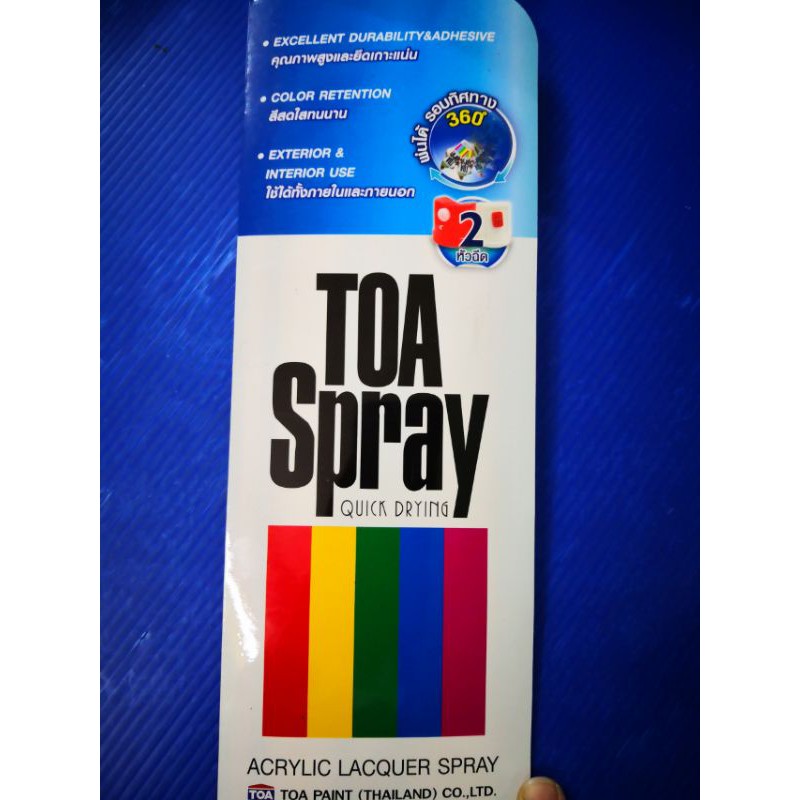 • EXCELLENT DURABILITY&ADHESIVE
คุณภาพสูงและยึดเกาะแน่น
• COLOR RETENTION
สีสดใสทนนาน
• EXTERIOR &
INTERIOR USE
ใช้ได้ทั้งภายในและภายนอก
พ่นได้ รอบทิศทาง
360°
2
หัวฉีด
TOA
Spray
QUICK DRYING
ACRYLIC LACQUER SPRAY
TOA TOA PAINT (THAILAND) CO.,LTD.